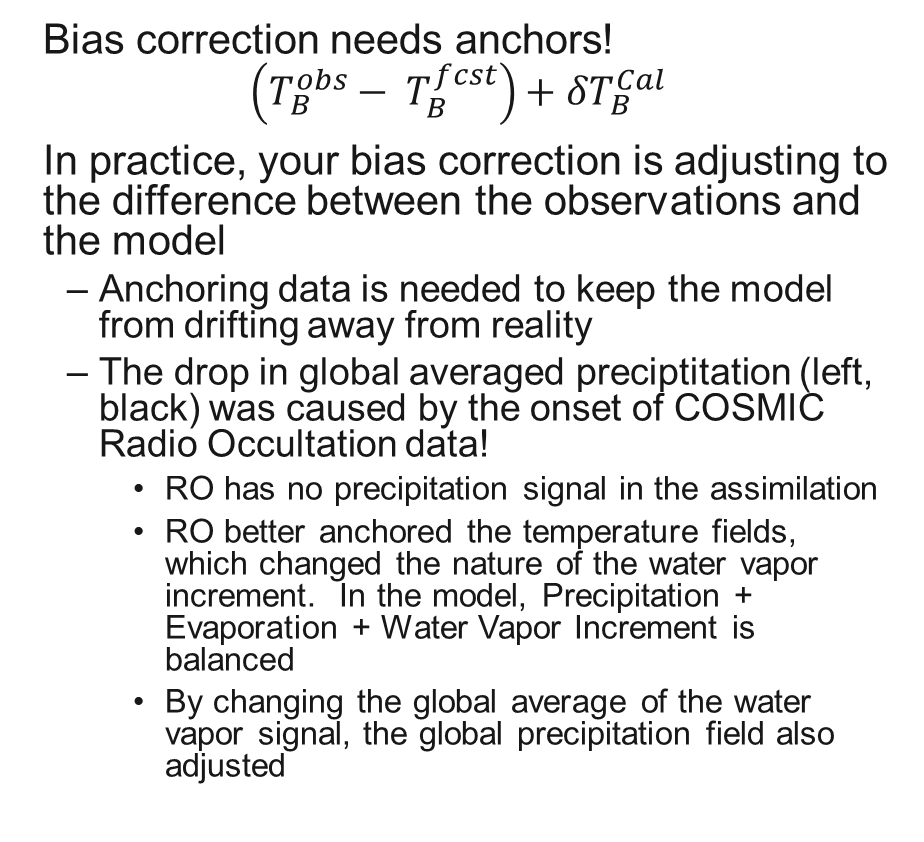 Bias correction needs anchors!
(T_B^{obs} − T_B^{fcst}) + δT_B^{Cal}
In practice, your bias correction is adjusting to
the difference between the observations and
the model
– Anchoring data is needed to keep the model
from drifting away from reality
– The drop in global averaged preciptitation (left,
black) was caused by the onset of COSMIC
Radio Occultation data!
• RO has no precipitation signal in the assimilation
• RO better anchored the temperature fields,
which changed the nature of the water vapor
increment. In the model, Precipitation +
Evaporation + Water Vapor Increment is
balanced
• By changing the global average of the water
vapor signal, the global precipitation field also
adjusted